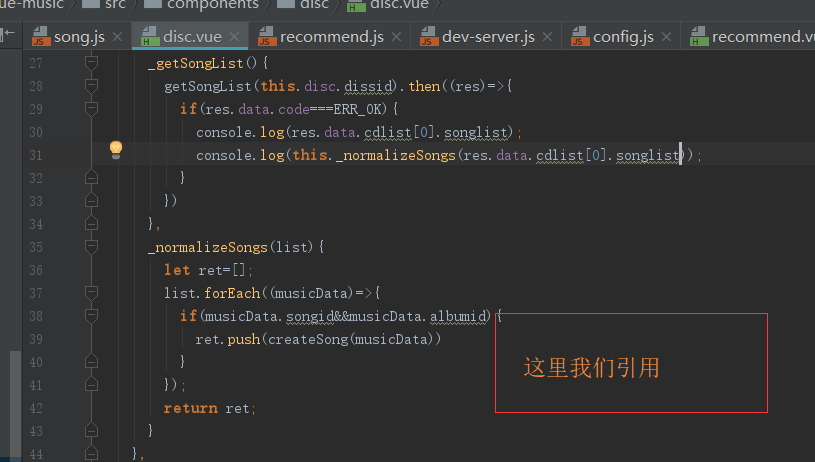 ue-music src components disc disc.vue
song.js disc.vue recommend.js dev-server.js config.js recommend.vu
27 _getSongList(){
28 getSongList(this.disc.dissid).then((res)=>{
29 if(res.data.code===ERR_OK){
30 console.log(res.data.cdlist[0].songlist);
31 console.log(this._normalizeSongs(res.data.cdlist[0].songlist));
32 }
33 })
34 },
35 _normalizeSongs(list){
36 let ret=[];
37 list.forEach((musicData)=>{
38 if(musicData.songid&&musicData.albumid){
39 ret.push(createSong(musicData))
这里我们引用
40 }
41 });
42 return ret;
43 }
44 },